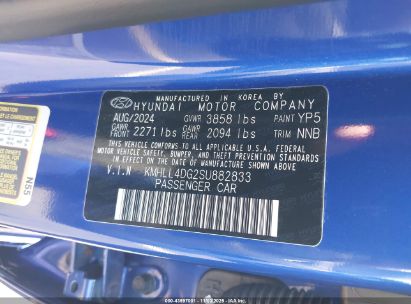 MANUFACTURED IN KOREA BY
HYUNDAI MOTOR COMPANY
AUG/2024 GVWR 3858 lbs PAINT YP5
GAWR FRONT 2271 lbs GAWR REAR 2094 lbs TRIM NNB
THIS VEHICLE CONFORMS TO ALL APPLICABLE U.S.
FEDERAL MOTOR VEHICLE SAFETY, BUMPER,
AND THEFT PREVENTION STANDARDS IN EFFECT
ON THE DATE OF MANUFACTURE SHOWN ABOVE.
V.I.N KMHLL4DG2SU882833
PASSENGER CAR
N55